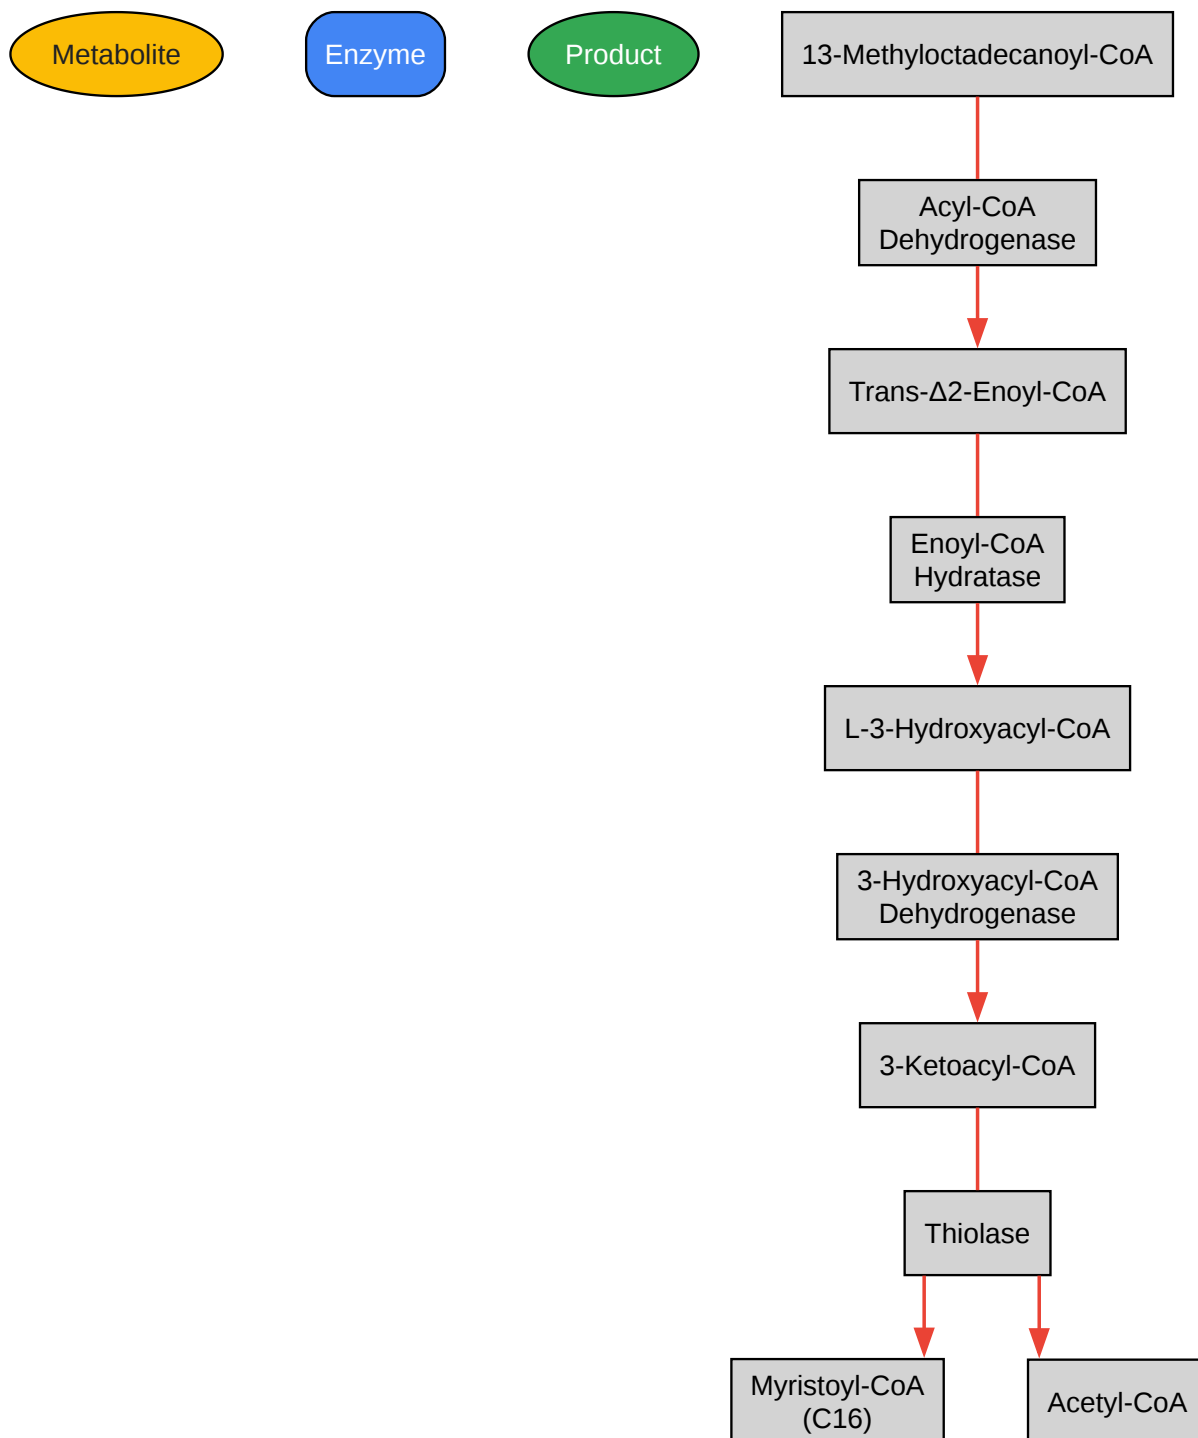 Metabolite
Enzyme
Product
13-Methyloctadecanoyl-CoA
Acyl-CoA
Dehydrogenase
Trans-Δ2-Enoyl-CoA
Enoyl-CoA
Hydratase
L-3-Hydroxyacyl-CoA
3-Hydroxyacyl-CoA
Dehydrogenase
3-Ketoacyl-CoA
Thiolase
Myristoyl-CoA
(C16)
Acetyl-CoA